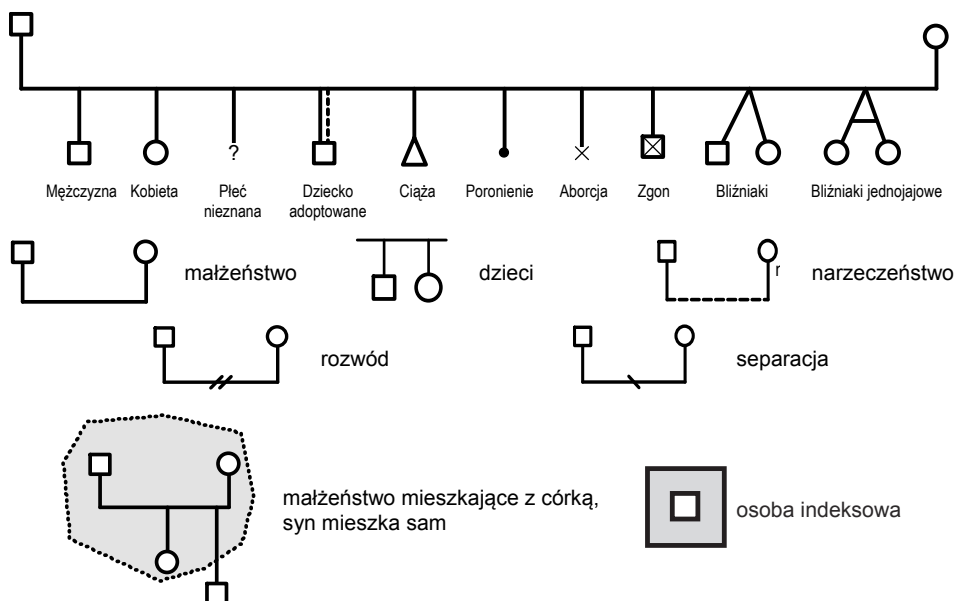 ?
Mężczyzna
Kobieta
Płeć
nieznana
Dziecko
adoptowane
Ciąża
Poronienie
Aborcja
Zgon
Bliźniaki
Bliźniaki jednojajowe
małżeństwo
dzieci
r
narzeczeństwo
rozwód
separacja
małżeństwo mieszkające z córką,
syn mieszka sam
osoba indeksowa